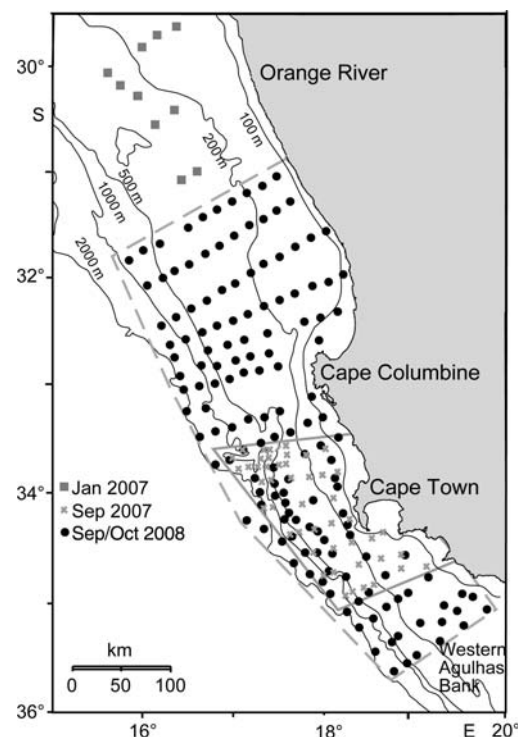 30°
S
32°
34°
36°
Orange River
100 m
200 m
500 m
1000 m
2000 m
Cape Columbine
Cape Town
Jan 2007
Sep 2007
Sep/Oct 2008
km
0 50 100
Western
Agulhas
Bank
16° 18° E 20°